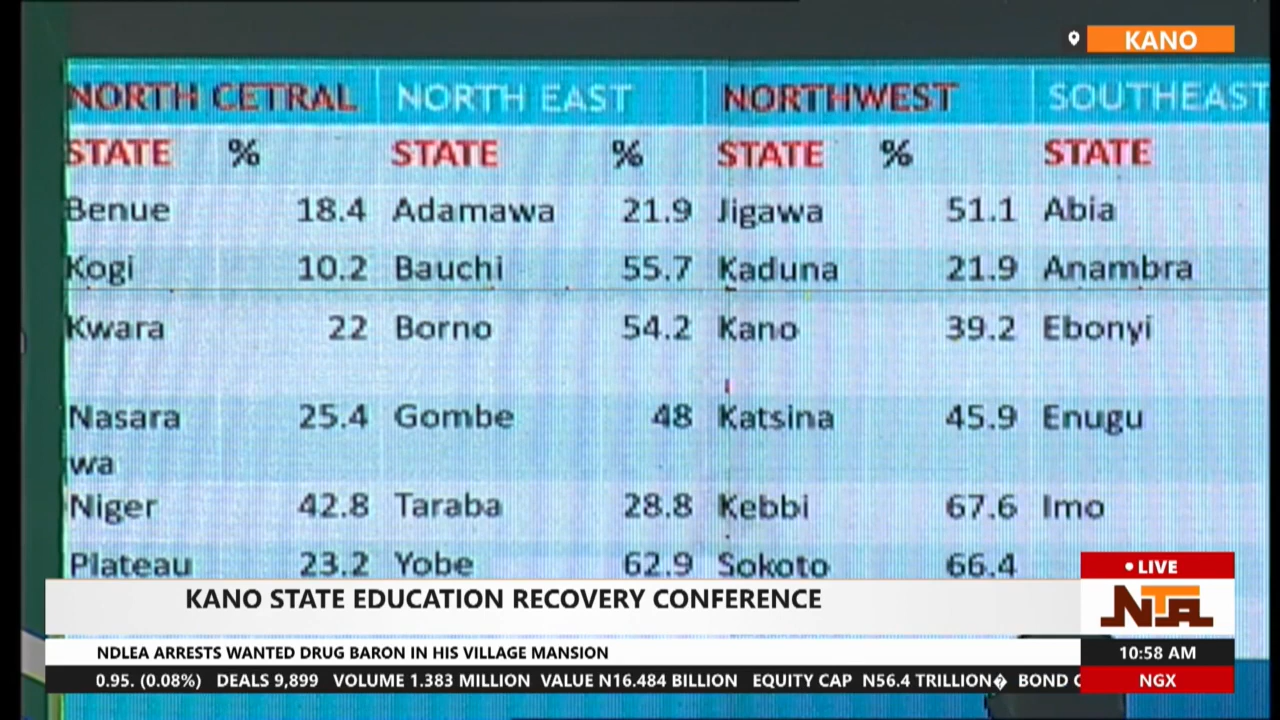 KANO
NORTH CETRAL NORTH EAST NORTHWEST SOUTHEAST
STATE % STATE % STATE % STATE
Benue 18.4 Adamawa 21.9 Jigawa 51.1 Abia
Kogi 10.2 Bauchi 55.7 Kaduna 21.9 Anambra
Kwara 22 Borno 54.2 Kano 39.2 Ebonyi
Nasara 25.4 Gombe 48 Katsina 45.9 Enugu
wa
Niger 42.8 Taraba 28.8 Kebbi 67.6 Imo
Plateau 23.2 Yobe 62.9 Sokoto 66.4
• LIVE
KANO STATE EDUCATION RECOVERY CONFERENCE
NTA
NDLEA ARRESTS WANTED DRUG BARON IN HIS VILLAGE MANSION
10:58 AM
0.95. (0.08%) DEALS 9,899 VOLUME 1.383 MILLION VALUE N16.484 BILLION EQUITY CAP N56.4 TRILLION� BOND
NGX